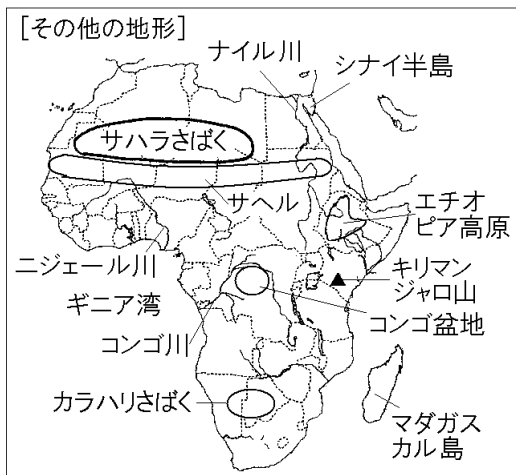 [その他の地形]
ナイル川
シナイ半島
サハラさばく
サヘル
エチオ
ピア高原
ニジェール川
キリマン
ジャロ山
ギニア湾
コンゴ盆地
コンゴ川
カラハリさばく
マダガス
カル島